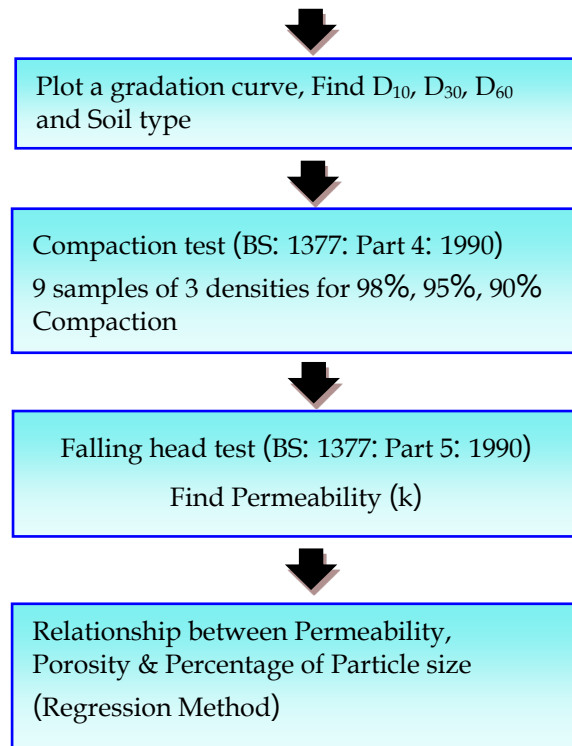 Plot a gradation curve, Find D₁₀, D₃₀, D₆₀
and Soil type
Compaction test (BS: 1377: Part 4: 1990)
9 samples of 3 densities for 98%, 95%, 90%
Compaction
Falling head test (BS: 1377: Part 5: 1990)
Find Permeability (k)
Relationship between Permeability,
Porosity & Percentage of Particle size
(Regression Method)